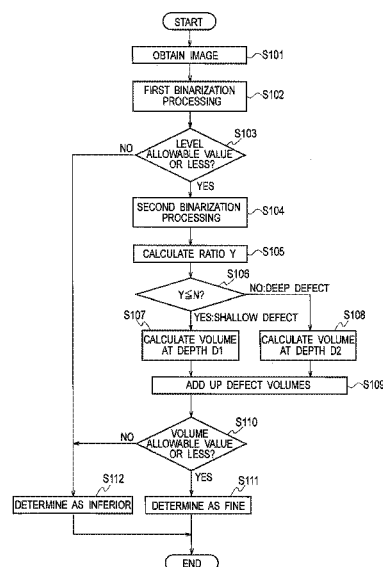 START
OBTAIN IMAGE
S101
FIRST BINARIZATION
PROCESSING
S102
S103
LEVEL
ALLOWABLE VALUE
OR LESS?
NO
YES
SECOND BINARIZATION
PROCESSING
S104
CALCULATE RATIO Y
S105
S106
Y≦N?
NO:DEEP DEFECT
YES:SHALLOW DEFECT
S107
CALCULATE VOLUME
AT DEPTH D1
S108
CALCULATE VOLUME
AT DEPTH D2
ADD UP DEFECT VOLUMES
S109
S110
VOLUME
ALLOWABLE VALUE
OR LESS?
NO
YES
S112
DETERMINE AS INFERIOR
S111
DETERMINE AS FINE
END